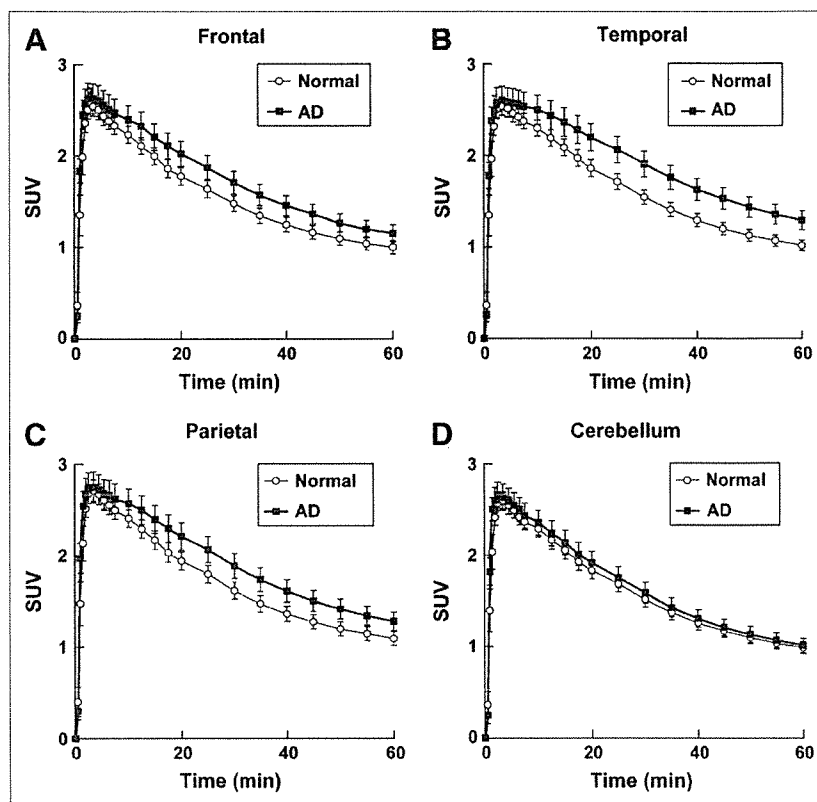 A
Frontal
3
2
1
0
SUV
Normal
AD
0 20 40 60
Time (min)
B
Temporal
3
2
1
0
SUV
Normal
AD
0 20 40 60
Time (min)
C
Parietal
3
2
1
0
SUV
Normal
AD
0 20 40 60
Time (min)
D
Cerebellum
3
2
1
0
SUV
Normal
AD
0 20 40 60
Time (min)